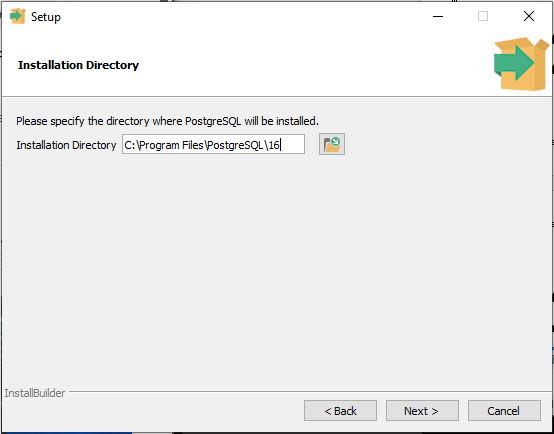 Setup
Installation Directory
Please specify the directory where PostgreSQL will be installed.
Installation Directory C:\Program Files\PostgreSQL\16
InstallBuilder
< Back Next > Cancel